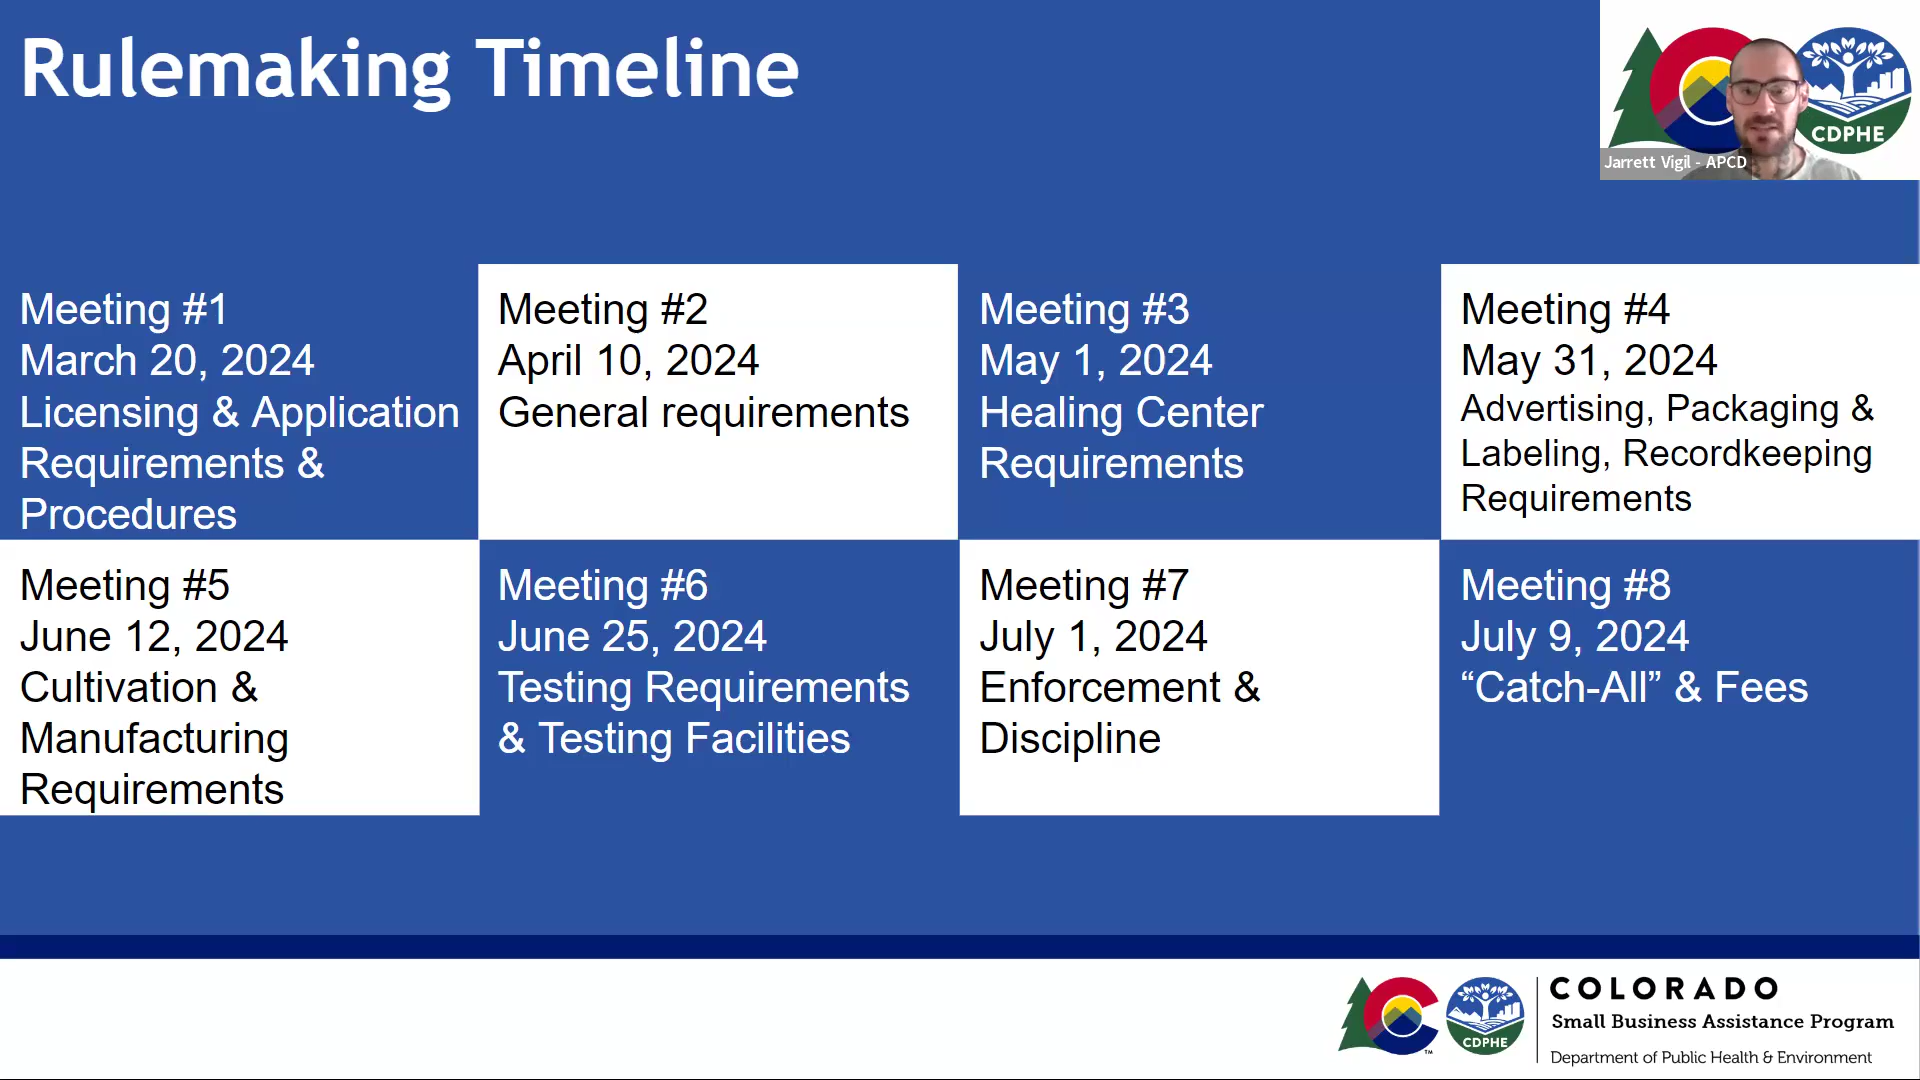 Rulemaking Timeline
CDPHE
Jarrett Vigil - APCD
Meeting #1
March 20, 2024
Licensing & Application
Requirements &
Procedures
Meeting #2
April 10, 2024
General requirements
Meeting #3
May 1, 2024
Healing Center
Requirements
Meeting #4
May 31, 2024
Advertising, Packaging &
Labeling, Recordkeeping
Requirements
Meeting #5
June 12, 2024
Cultivation &
Manufacturing
Requirements
Meeting #6
June 25, 2024
Testing Requirements
& Testing Facilities
Meeting #7
July 1, 2024
Enforcement &
Discipline
Meeting #8
July 9, 2024
“Catch-All” & Fees
CDPHE
TM
COLORADO
Small Business Assistance Program
Department of Public Health & Environment